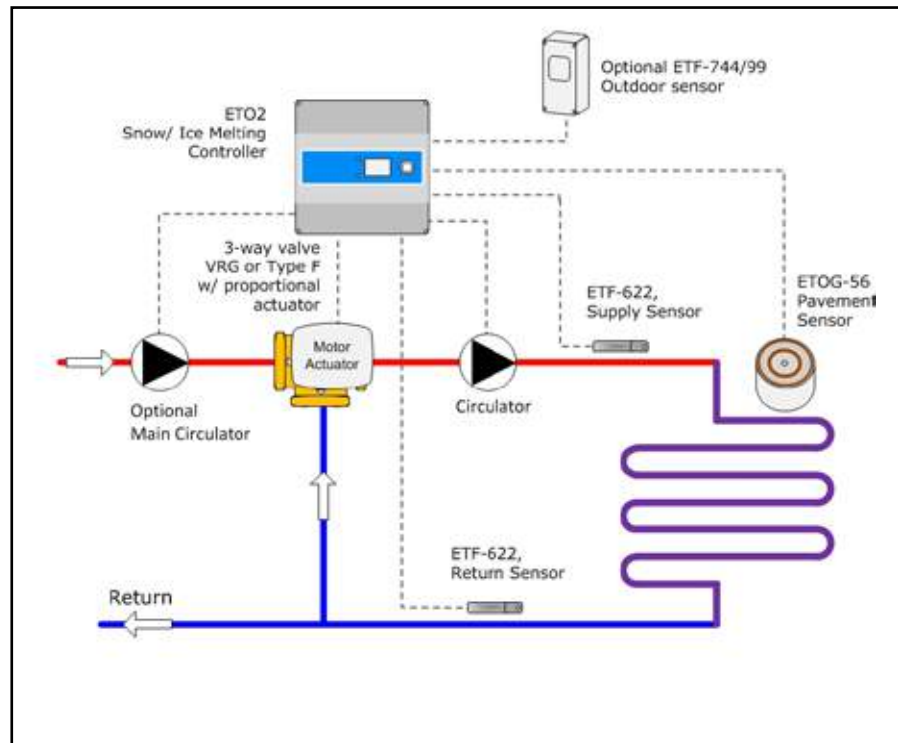 Optional ETF-744/99
Outdoor sensor
ETO2
Snow/ Ice Melting
Controller
3-way valve
VRG or Type F
w/ proportional
actuator
ETF-622,
Supply Sensor
ETOG-56
Pavement
Sensor
Motor
Actuator
Optional
Main Circulator
Circulator
ETF-622,
Return Sensor
Return